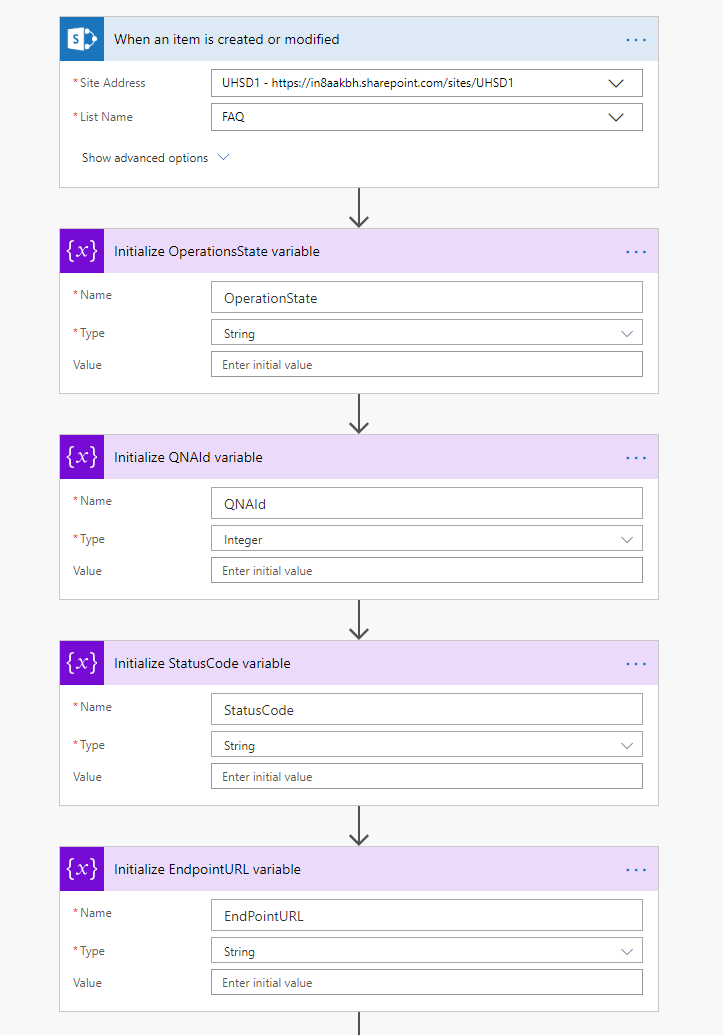 When an item is created or modified
* Site Address UHSD1 - https://in8aakbh.sharepoint.com/sites/UHSD1
* List Name FAQ
Show advanced options
{x} Initialize OperationsState variable
* Name OperationState
* Type String
Value Enter initial value
{x} Initialize QNAId variable
* Name QNAId
* Type Integer
Value Enter initial value
{x} Initialize StatusCode variable
* Name StatusCode
* Type String
Value Enter initial value
{x} Initialize EndpointURL variable
* Name EndPointURL
* Type String
Value Enter initial value